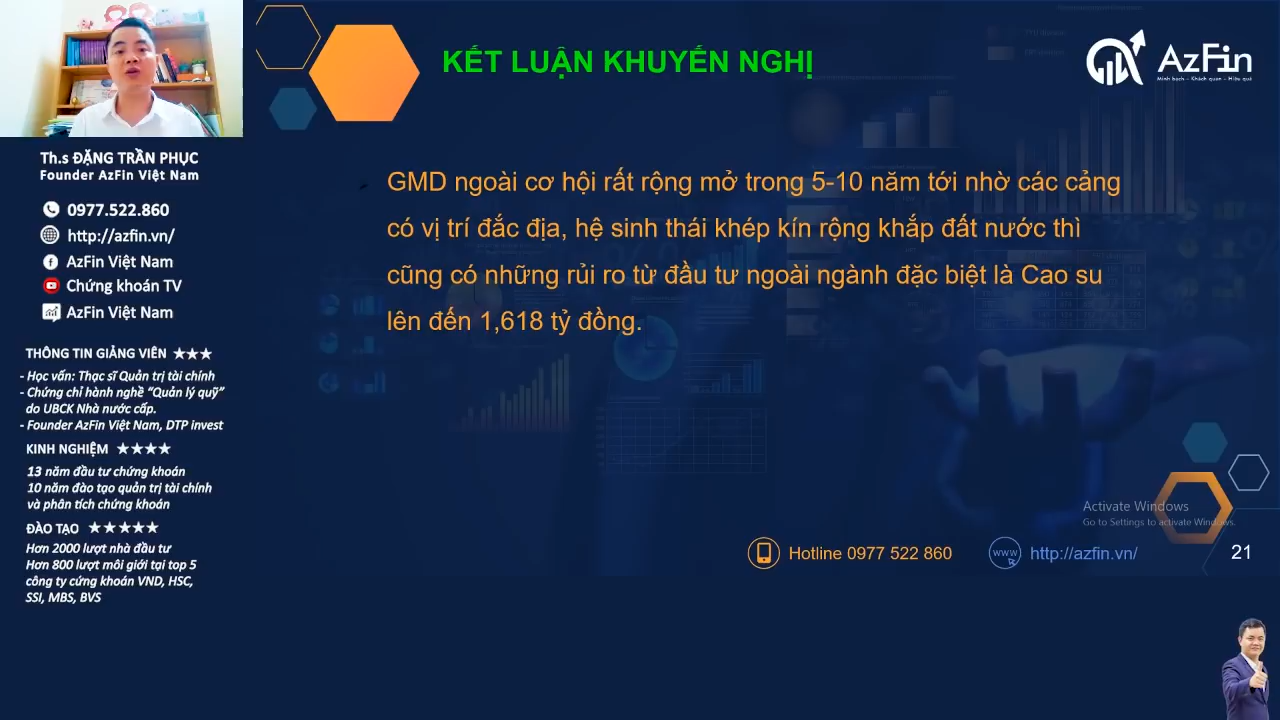 KẾT LUẬN KHUYẾN NGHỊ
AzFin
Minh bạch - Khách quan - Hiệu quả
Th.s ĐẶNG TRẦN PHỤC
Founder AzFin Việt Nam
0977.522.860
http://azfin.vn/
AzFin Việt Nam
Chứng khoán TV
AzFin Việt Nam
THÔNG TIN GIẢNG VIÊN ★★★
- Học vấn: Thạc sĩ Quản trị tài chính
- Chứng chỉ hành nghề “Quản lý quỹ”
do UBCK Nhà nước cấp.
- Founder AzFin Việt Nam, DTP invest
KINH NGHIỆM ★★★★
13 năm đầu tư chứng khoán
10 năm đào tạo quản trị tài chính
và phân tích chứng khoán
ĐÀO TẠO ★★★★★
Hơn 2000 lượt nhà đầu tư
Hơn 800 lượt môi giới tại top 5
công ty cứng khoán VND, HSC,
SSI, MBS, BVS
GMD ngoài cơ hội rất rộng mở trong 5-10 năm tới nhờ các cảng
có vị trí đắc địa, hệ sinh thái khép kín rộng khắp đất nước thì
cũng có những rủi ro từ đầu tư ngoài ngành đặc biệt là Cao su
lên đến 1,618 tỷ đồng.
Activate Windows
Go to Settings to activate Windows.
Hotline 0977 522 860
www
http://azfin.vn/
21